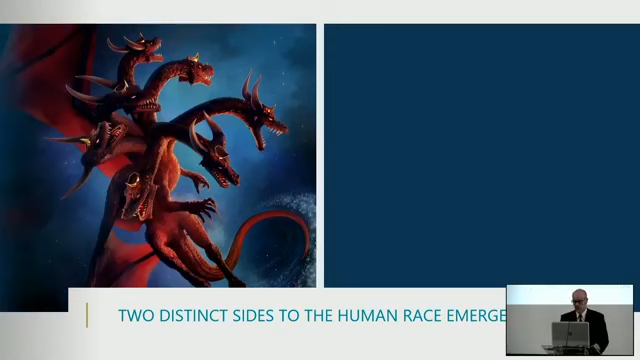 TWO DISTINCT SIDES TO THE HUMAN RACE EMERGE